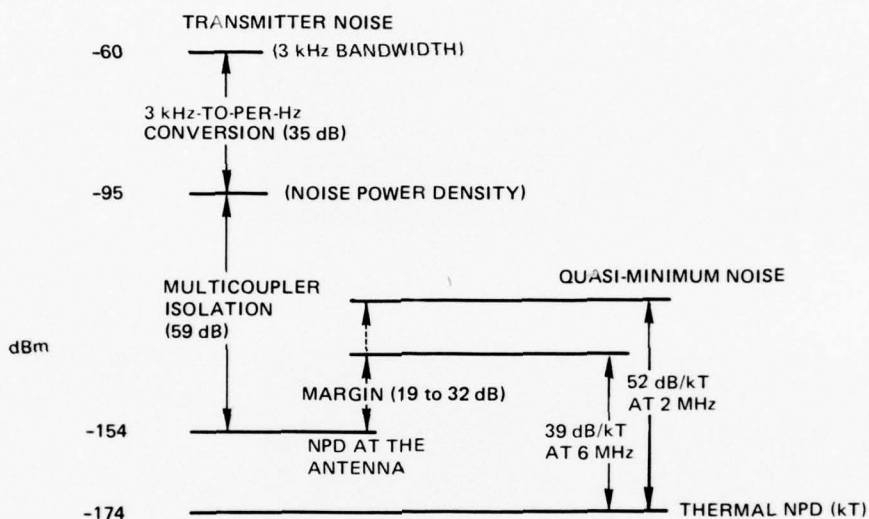 TRANSMITTER NOISE
-60
(3 kHz BANDWIDTH)
3 kHz-TO-PER-Hz
CONVERSION (35 dB)
-95
(NOISE POWER DENSITY)
MULTICOUPLER
ISOLATION
(59 dB)
QUASI-MINIMUM NOISE
dBm
MARGIN (19 to 32 dB)
52 dB/kT
AT 2 MHz
39 dB/kT
AT 6 MHz
-154
NPD AT THE
ANTENNA
-174
THERMAL NPD (kT)